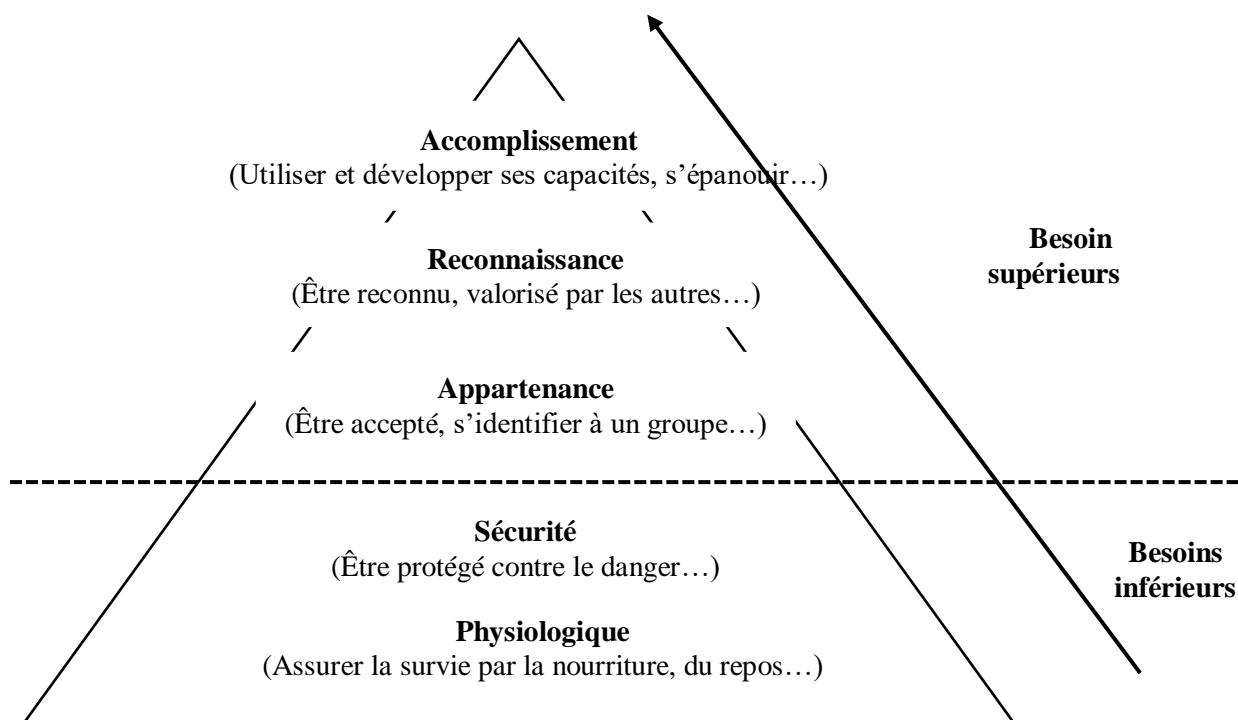 Accomplissement
(Utiliser et développer ses capacités, s’épanouir…)
Reconnaissance
(Être reconnu, valorisé par les autres…)
Besoin
supérieurs
Appartenance
(Être accepté, s’identifier à un groupe…)
Sécurité
(Être protégé contre le danger…)
Besoins
inférieurs
Physiologique
(Assurer la survie par la nourriture, du repos…)